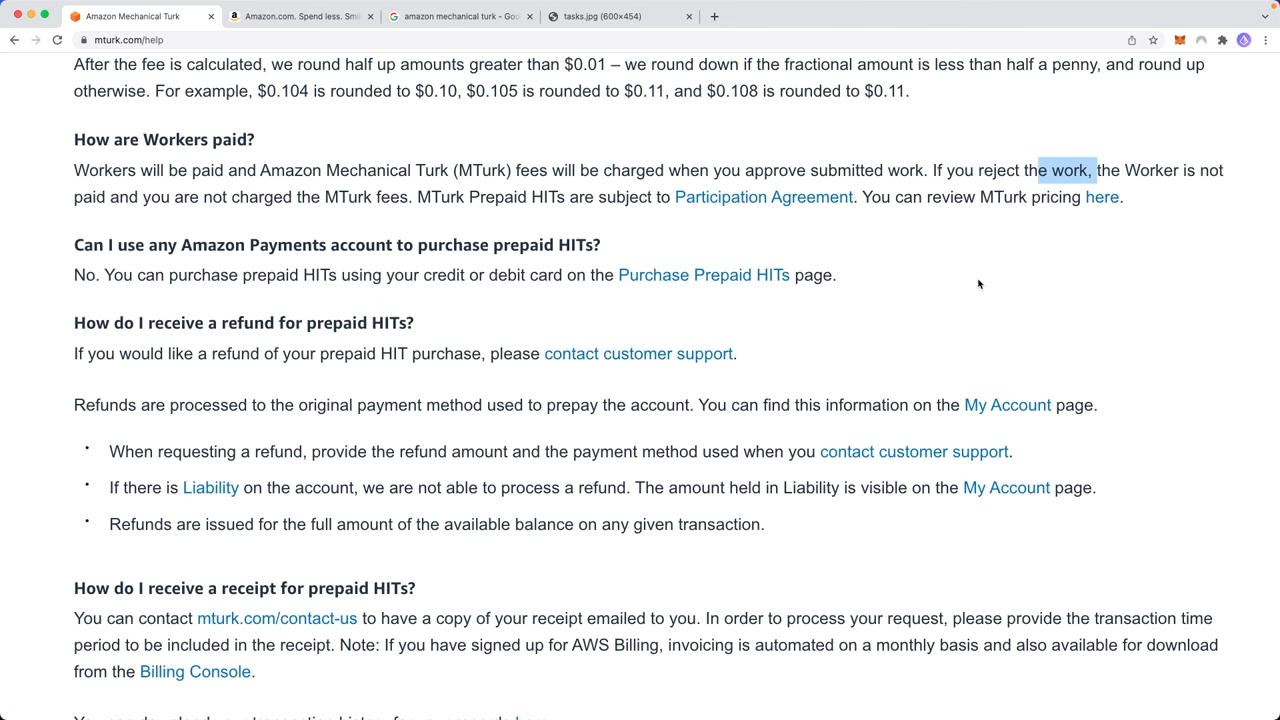 Amazon Mechanical Turk
Amazon.com. Spend less. Smi
amazon mechanical turk - Goo
tasks.jpg (600×454)
mturk.com/help
After the fee is calculated, we round half up amounts greater than $0.01 – we round down if the fractional amount is less than half a penny, and round up
otherwise. For example, $0.104 is rounded to $0.10, $0.105 is rounded to $0.11, and $0.108 is rounded to $0.11.
How are Workers paid?
Workers will be paid and Amazon Mechanical Turk (MTurk) fees will be charged when you approve submitted work. If you reject the work, the Worker is not
paid and you are not charged the MTurk fees. MTurk Prepaid HITs are subject to Participation Agreement. You can review MTurk pricing here.
Can I use any Amazon Payments account to purchase prepaid HITs?
No. You can purchase prepaid HITs using your credit or debit card on the Purchase Prepaid HITs page.
How do I receive a refund for prepaid HITs?
If you would like a refund of your prepaid HIT purchase, please contact customer support.
Refunds are processed to the original payment method used to prepay the account. You can find this information on the My Account page.
• When requesting a refund, provide the refund amount and the payment method used when you contact customer support.
• If there is Liability on the account, we are not able to process a refund. The amount held in Liability is visible on the My Account page.
• Refunds are issued for the full amount of the available balance on any given transaction.
How do I receive a receipt for prepaid HITs?
You can contact mturk.com/contact-us to have a copy of your receipt emailed to you. In order to process your request, please provide the transaction time
period to be included in the receipt. Note: If you have signed up for AWS Billing, invoicing is automated on a monthly basis and also available for download
from the Billing Console.
You can download your transaction history for your records here